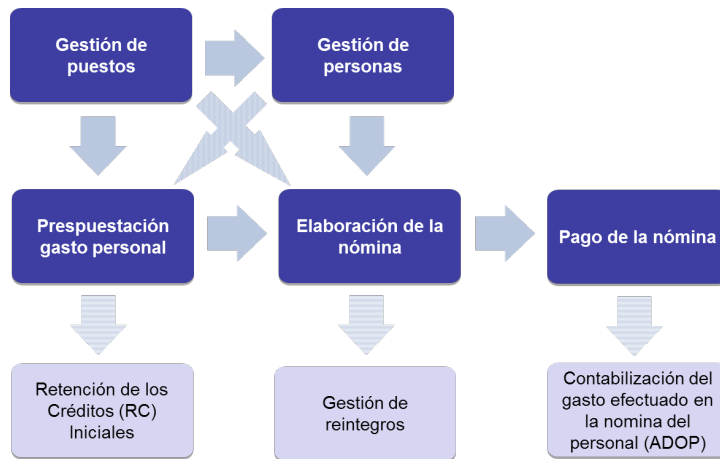 Gestión de
puestos
Gestión de
personas
Prespuestación
gasto personal
Elaboración de la
nómina
Pago de la nómina
Retención de los
Créditos (RC)
Iniciales
Gestión de
reintegros
Contabilización del
gasto efectuado en
la nomina del
personal (ADOP)